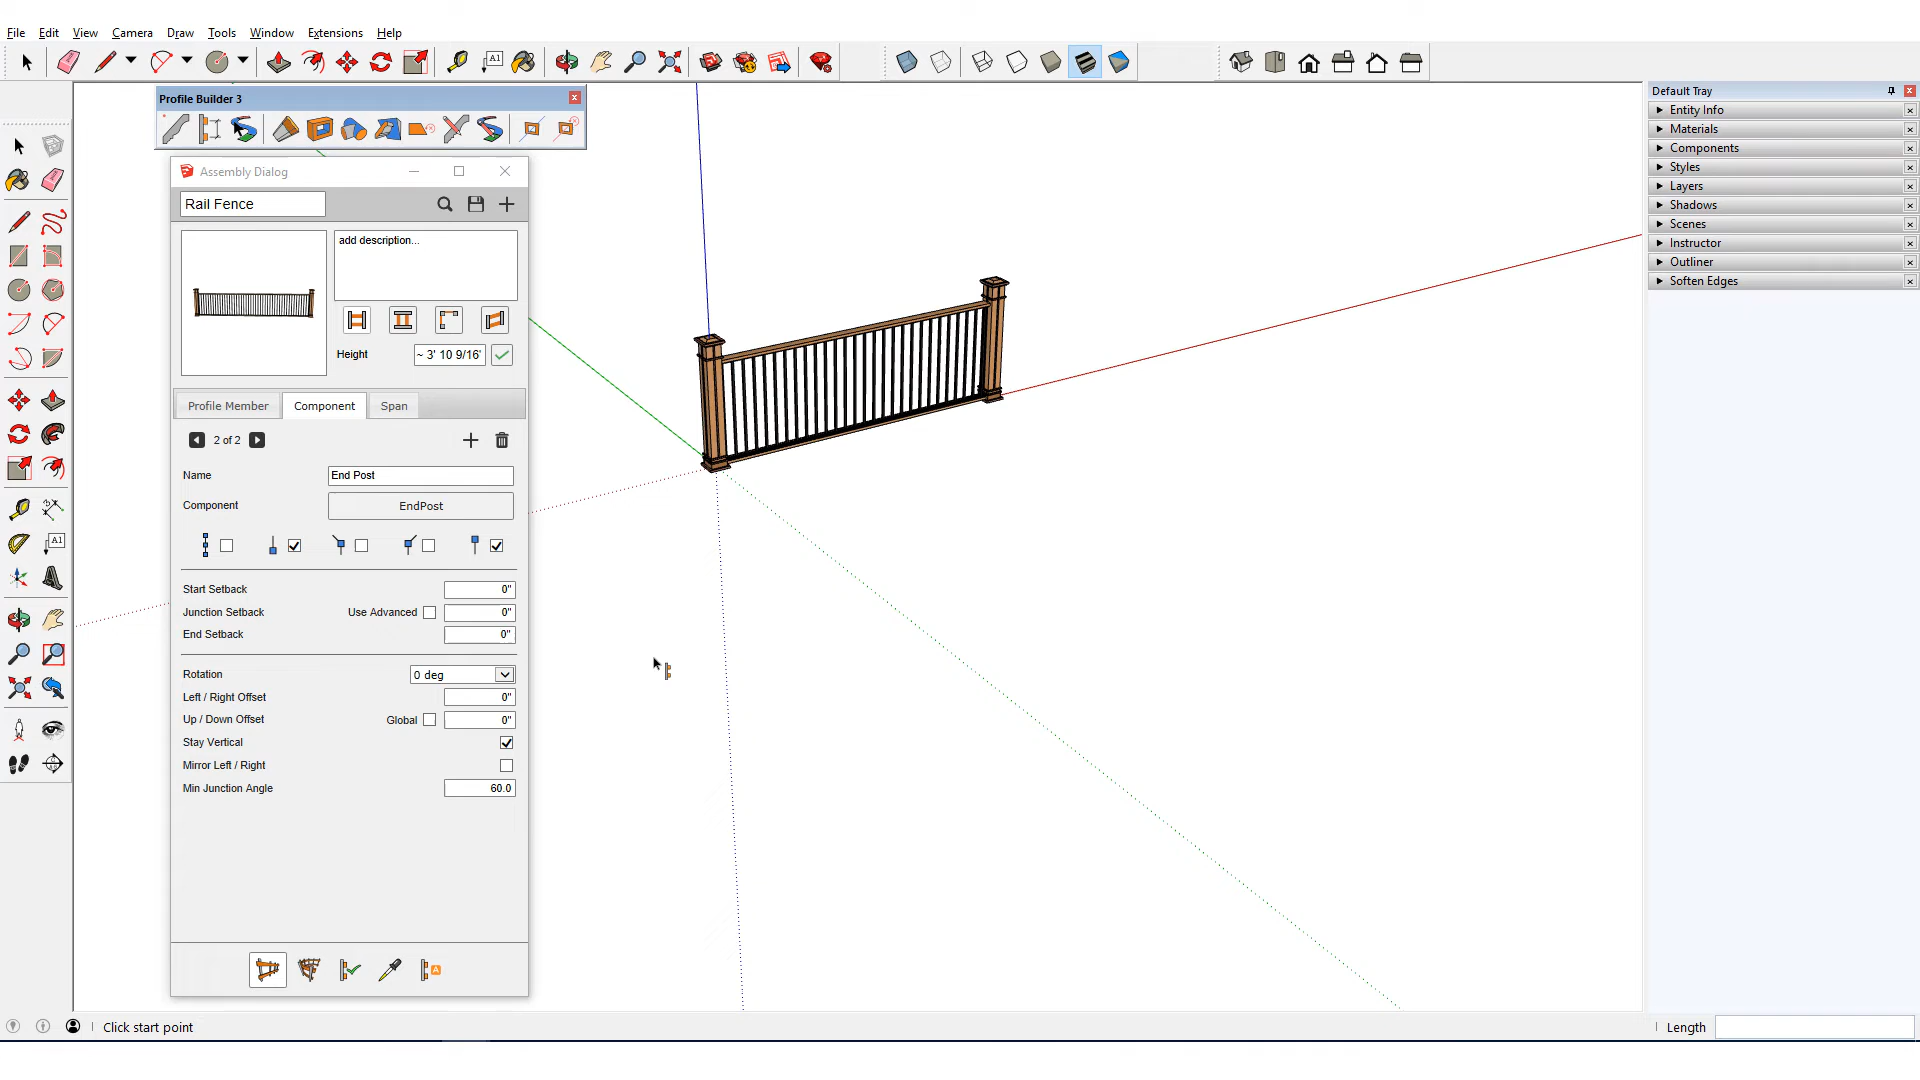 File Edit View Camera Draw Tools Window Extensions Help
A1
Profile Builder 3
Default Tray
Entity Info
Materials
Components
Styles
Layers
Shadows
Scenes
Instructor
Outliner
Soften Edges
Assembly Dialog
Rail Fence
add description...
Height ~ 3' 10 9/16"
Profile Member Component Span
2 of 2
Name End Post
Component EndPost
Start Setback 0"
Junction Setback Use Advanced 0"
End Setback 0"
Rotation 0 deg
Left / Right Offset 0"
Up / Down Offset Global 0"
Stay Vertical
Mirror Left / Right
Min Junction Angle 60.0
A
A1
Click start point
Length